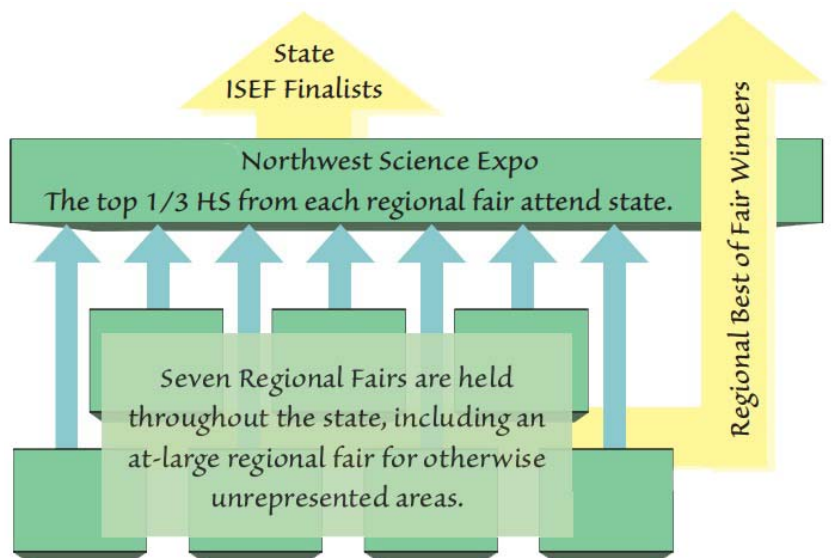 State
ISEF Finalists
Northwest Science Expo
The top 1/3 HS from each regional fair attend state.
Regional Best of Fair Winners
Seven Regional Fairs are held
throughout the state, including an
at-large regional fair for otherwise
unrepresented areas.